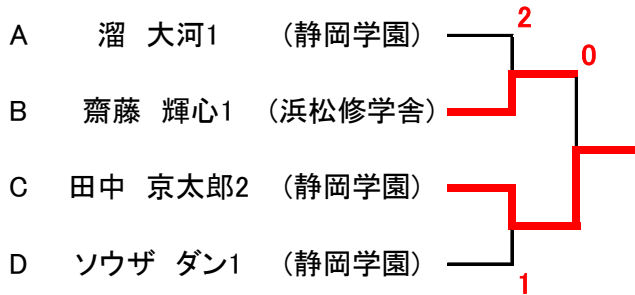 2
A 溜 大河1 (静岡学園)
0
B 齋藤 輝心1 (浜松修学舎)
C 田中 京太郎2 (静岡学園)
D ソウザ ダン1 (静岡学園)
1